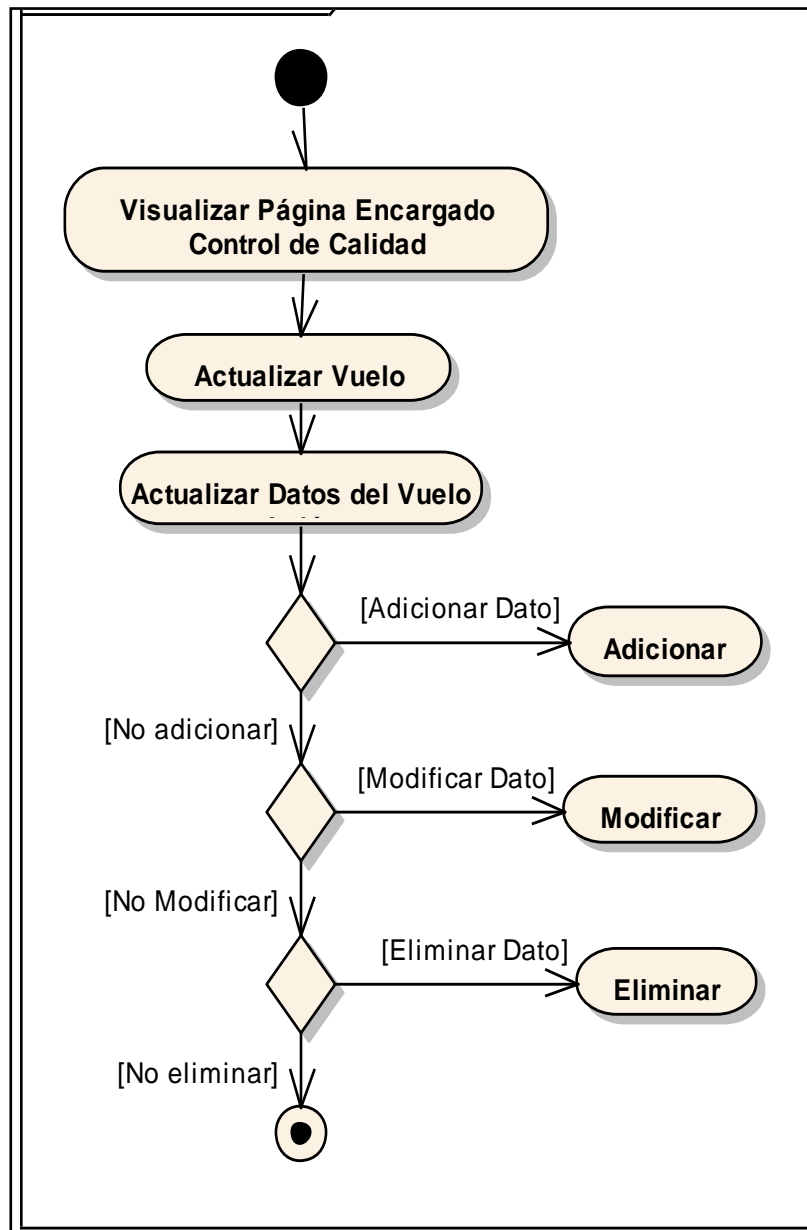 Visualizar Página Encargado
Control de Calidad
Actualizar Vuelo
Actualizar Datos del Vuelo
[Adicionar Dato]
Adicionar
[No adicionar]
[Modificar Dato]
Modificar
[No Modificar]
[Eliminar Dato]
Eliminar
[No eliminar]